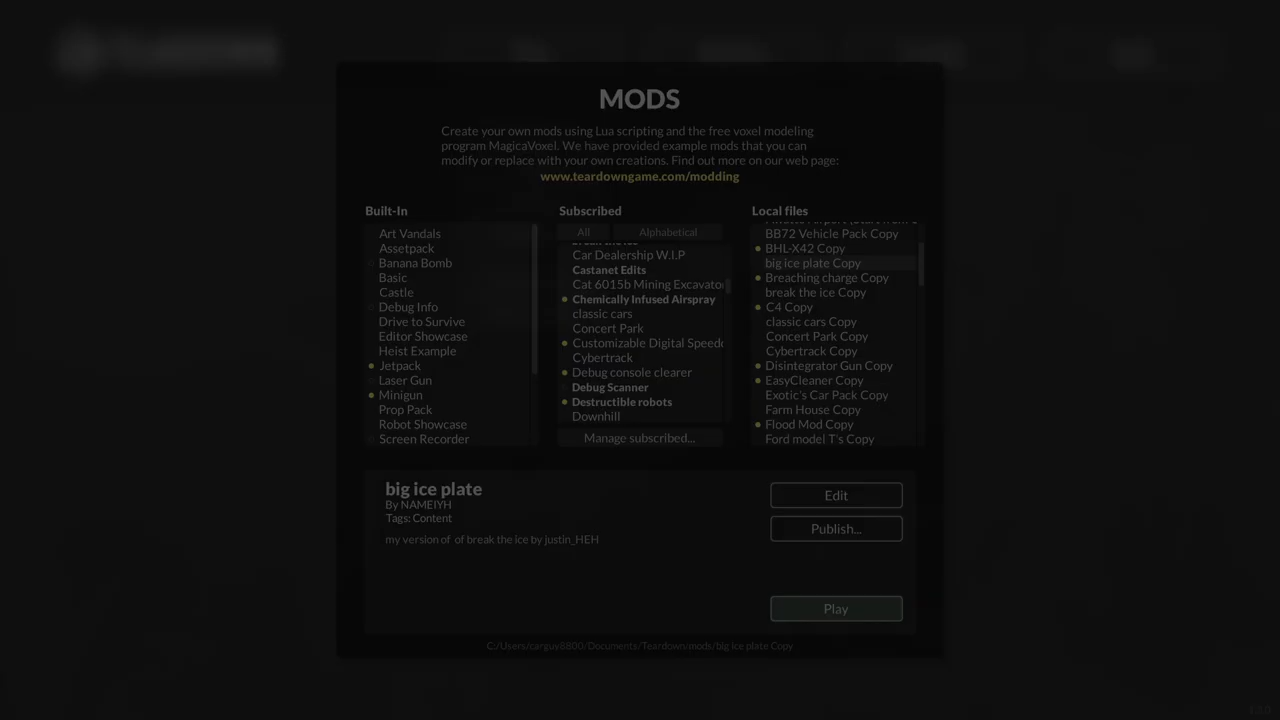 MODS
Create your own mods using Lua scripting and the free voxel modeling
program MagicaVoxel. We have provided example mods that you can
modify or replace with your own creations. Find out more on our web page:
www.teardowngame.com/modding
Built-In
Art Vandals
Assetpack
Banana Bomb
Basic
Castle
Debug Info
Drive to Survive
Editor Showcase
Heist Example
Jetpack
Laser Gun
Minigun
Prop Pack
Robot Showcase
Screen Recorder
Subscribed
All
Alphabetical
Car Dealership W.I.P
Castanet Edits
Cat 6015b Mining Excavator
Chemically Infused Airspray
classic cars
Concert Park
Customizable Digital Speedo
Cybertrack
Debug console clearer
Debug Scanner
Destructible robots
Downhill
Manage subscribed...
Local files
BB72 Vehicle Pack Copy
BHL-X42 Copy
big ice plate Copy
Breaching charge Copy
break the ice Copy
C4 Copy
classic cars Copy
Concert Park Copy
Cybertrack Copy
Disintegrator Gun Copy
EasyCleaner Copy
Exotic's Car Pack Copy
Farm House Copy
Flood Mod Copy
Ford model T's Copy
big ice plate
By NAMEIYH
Tags: Content
my version of of break the ice by justin_HEH
Edit
Publish...
Play
C:/Users/carguy8800/Documents/Teardown/mods/big ice plate Copy